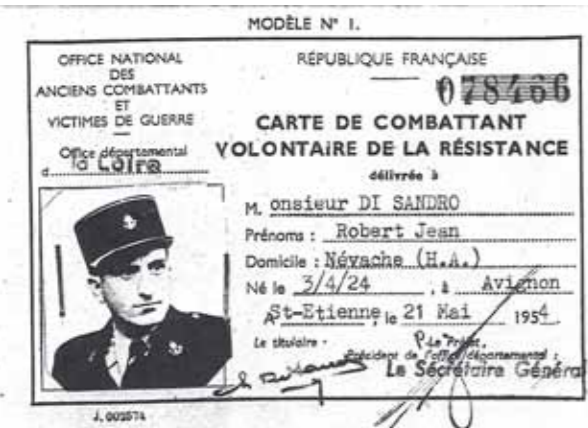 MODÈLE N° 1.
OFFICE NATIONAL
DES
ANCIENS COMBATTANTS
ET
VICTIMES DE GUERRE
Office départemental
d la Loire
RÉPUBLIQUE FRANÇAISE
078466
CARTE DE COMBATTANT
VOLONTAIRE DE LA RÉSISTANCE
délivrée à
M. onsieur DI SANDRO
Prénoms : Robert Jean
Domicile : Névache (H.A.)
Né le 3/4/24 , à Avignon
A St-Etienne, le 21 Mai 1954
Le titulaire -
P. Le Préfet,
Président de l'office départemental :
Le Secrétaire Général
J. 002574